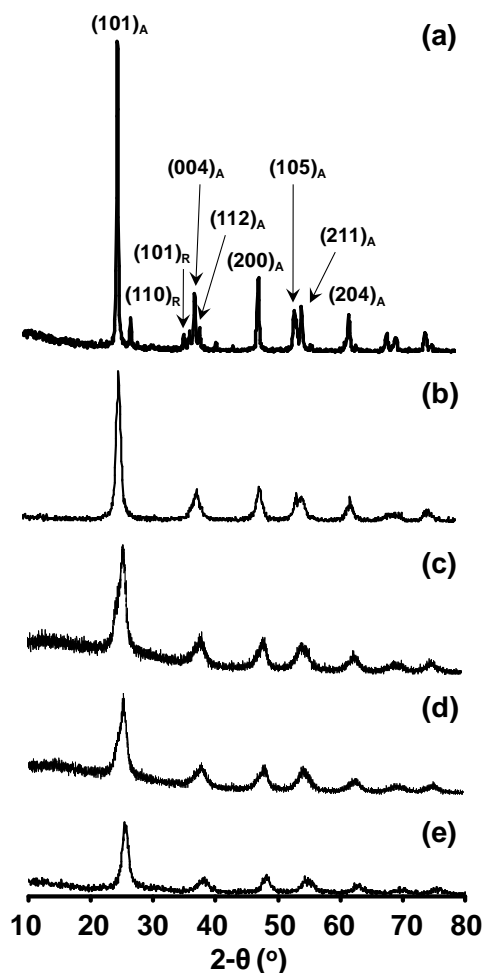 (101)A
(a)
(004)A
(105)A
(112)A
(211)A
(101)R
(200)A
(110)R
(204)A
(b)
(c)
(d)
(e)
10 20 30 40 50 60 70 80
2-θ (o)